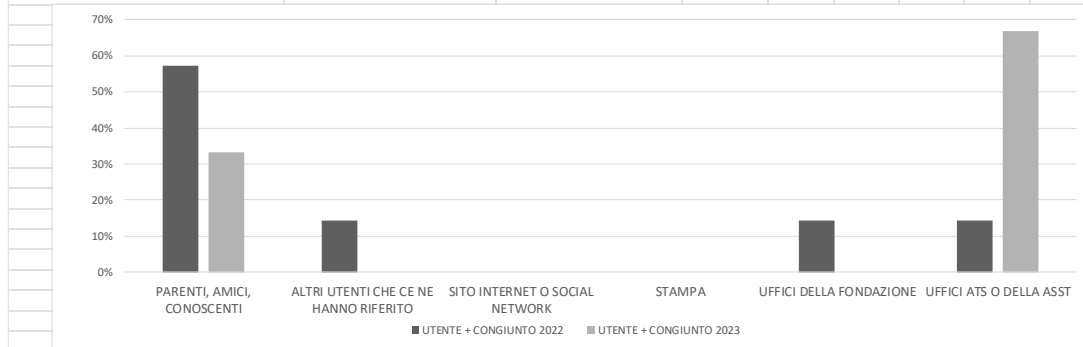 70%
60%
50%
40%
30%
20%
10%
0%
PARENTI, AMICI,
CONOSCENTI
ALTRI UTENTI CHE CE NE
HANNO RIFERITO
SITO INTERNET O SOCIAL
NETWORK
STAMPA
UFFICI DELLA FONDAZIONE
UFFICI ATS O DELLA ASST
UTENTE + CONGIUNTO 2022
UTENTE + CONGIUNTO 2023